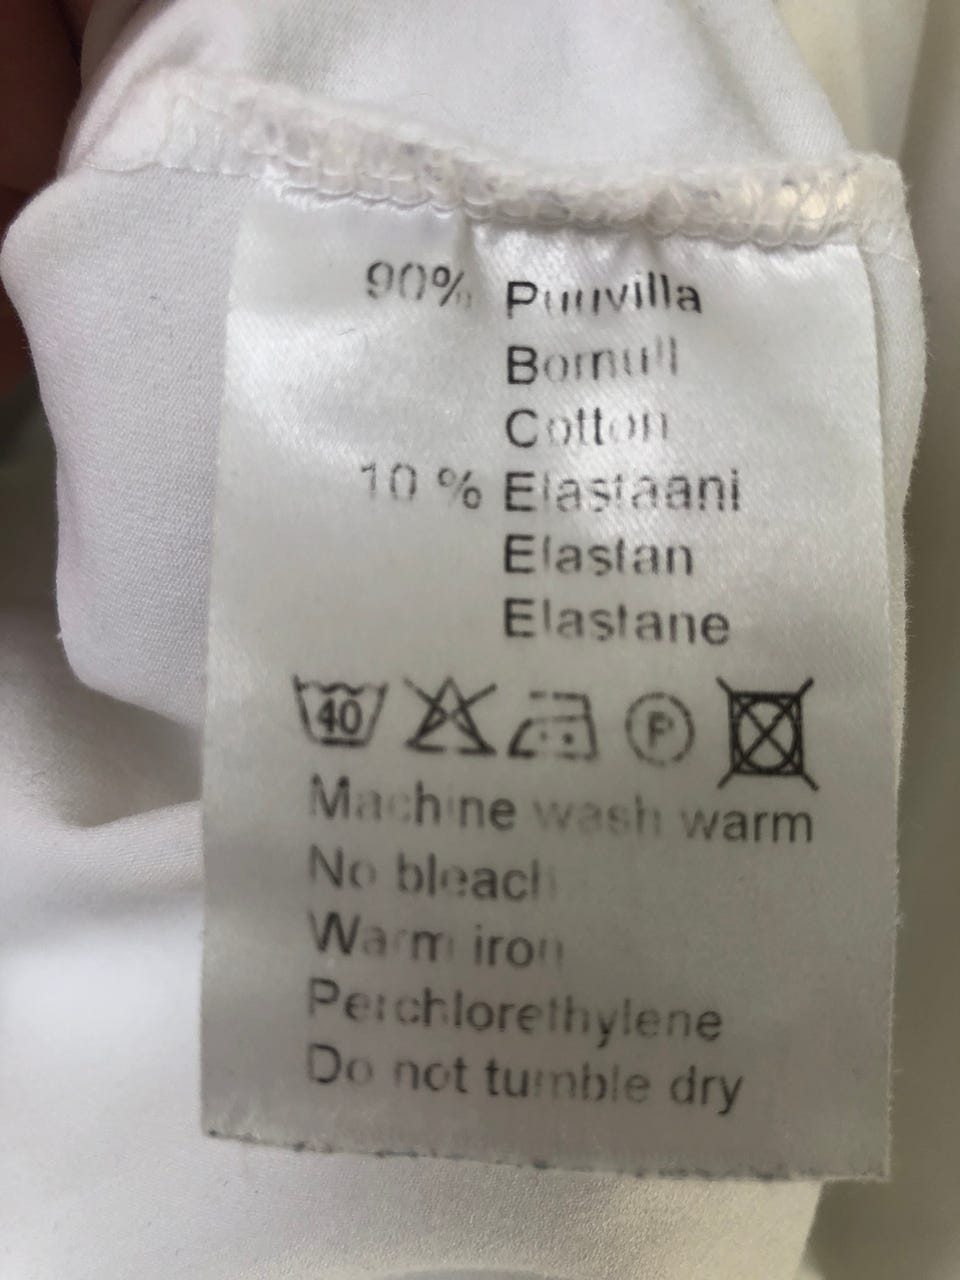 90% Puuvilla
Bomull
Cotton
10 % Elastaani
Elastan
Elastane
40 P
Machine wash warm
No bleach
Warm iron
Perchlorethylene
Do not tumble dry